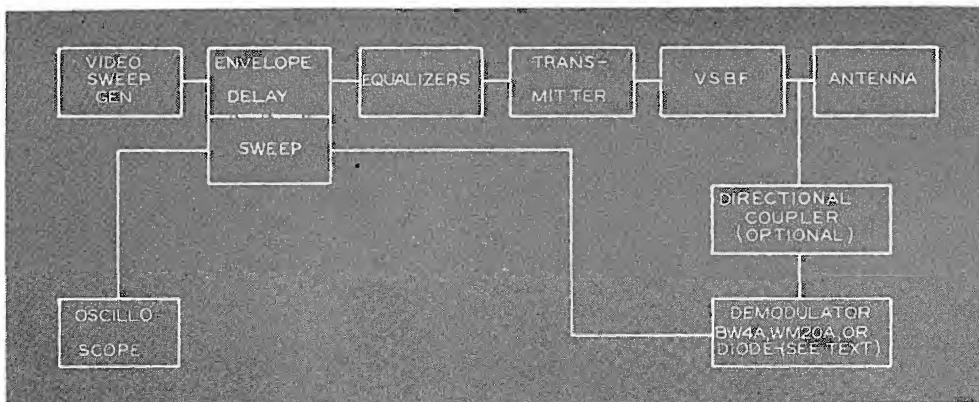 VIDEO
SWEEP
GEN
ENVELOPE
DELAY
SWEEP
EQUALIZERS
TRANS-
MITTER
VSBF
ANTENNA
DIRECTIONAL
COUPLER
(OPTIONAL)
OSCILLO
SCOPE
DEMODULATOR
BW4A,WM20A,OR
DIODE-(SEE TEXT)